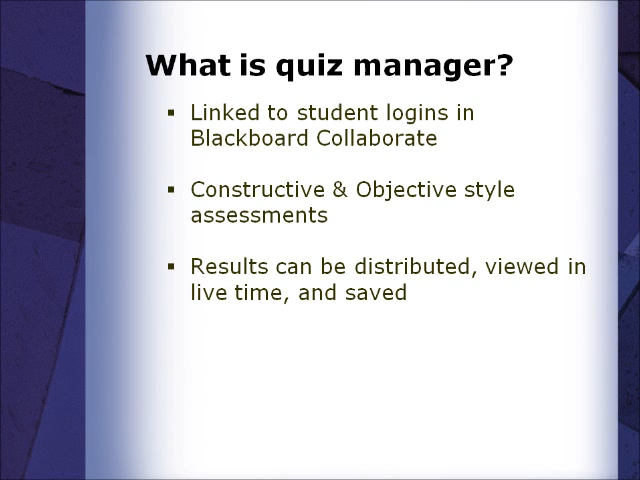 What is quiz manager?
▪ Linked to student logins in
Blackboard Collaborate
▪ Constructive & Objective style
assessments
▪ Results can be distributed, viewed in
live time, and saved